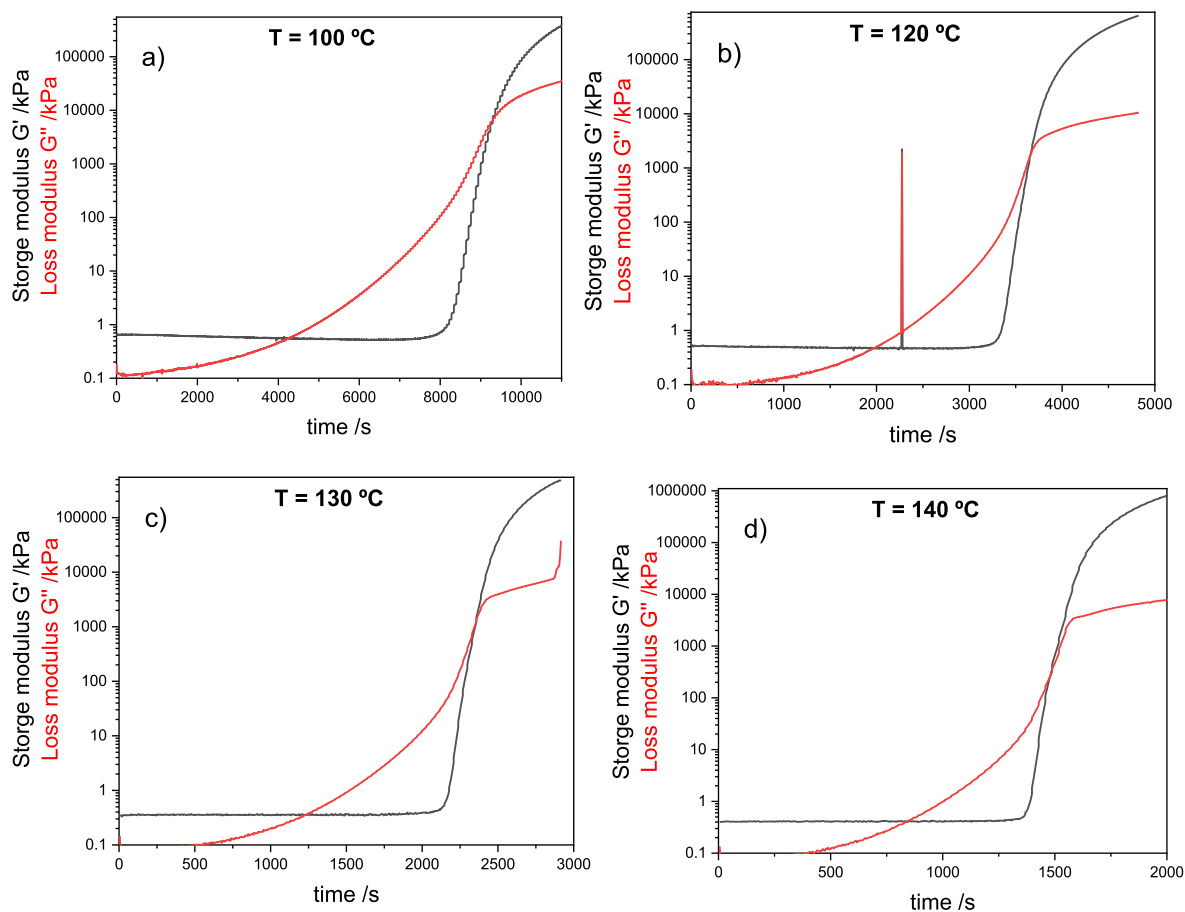 a)
T = 100 ºC
Storge modulus G' /kPa
Loss modulus G" /kPa
100000
10000
1000
100
10
1
0.1
0
2000
4000
6000
8000
10000
time /s
b)
T = 120 ºC
Storge modulus G' /kPa
Loss modulus G" /kPa
100000
10000
1000
100
10
1
0.1
0
1000
2000
3000
4000
5000
time /s
c)
T = 130 ºC
Storge modulus G' /kPa
Loss modulus G" /kPa
100000
10000
1000
100
10
1
0.1
0
500
1000
1500
2000
2500
3000
time /s
d)
T = 140 ºC
Storge modulus G' /kPa
Loss modulus G" /kPa
1000000
100000
10000
1000
100
10
1
0.1
0
500
1000
1500
2000
time /s